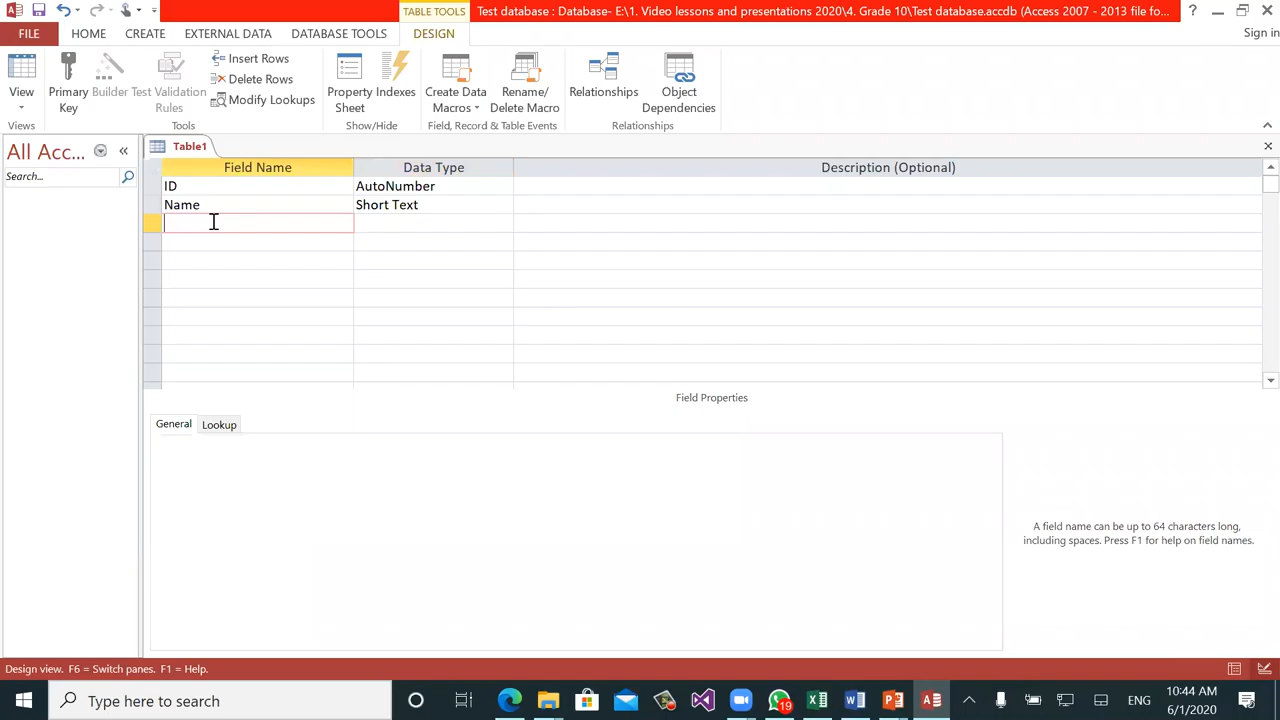 TABLE TOOLS
Test database : Database- E:\1. Video lessons and presentations 2020\4. Grade 10\Test database.accdb (Access 2007 - 2013 file fo...
?
FILE HOME CREATE EXTERNAL DATA DATABASE TOOLS DESIGN
Sign in
View
Primary Key
Builder
Test Validation Rules
Insert Rows
Delete Rows
Modify Lookups
Property Sheet
Indexes
Create Data Macros
Rename/ Delete Macro
Relationships
Object Dependencies
Views
Tools
Show/Hide
Field, Record & Table Events
Relationships
All Acc...
«
Search...
Table1
Field Name Data Type Description (Optional)
ID AutoNumber
Name Short Text
Field Properties
General Lookup
A field name can be up to 64 characters long,
including spaces. Press F1 for help on field names.
Design view. F6 = Switch panes. F1 = Help.
Type here to search
19
ENG
10:44 AM
6/1/2020